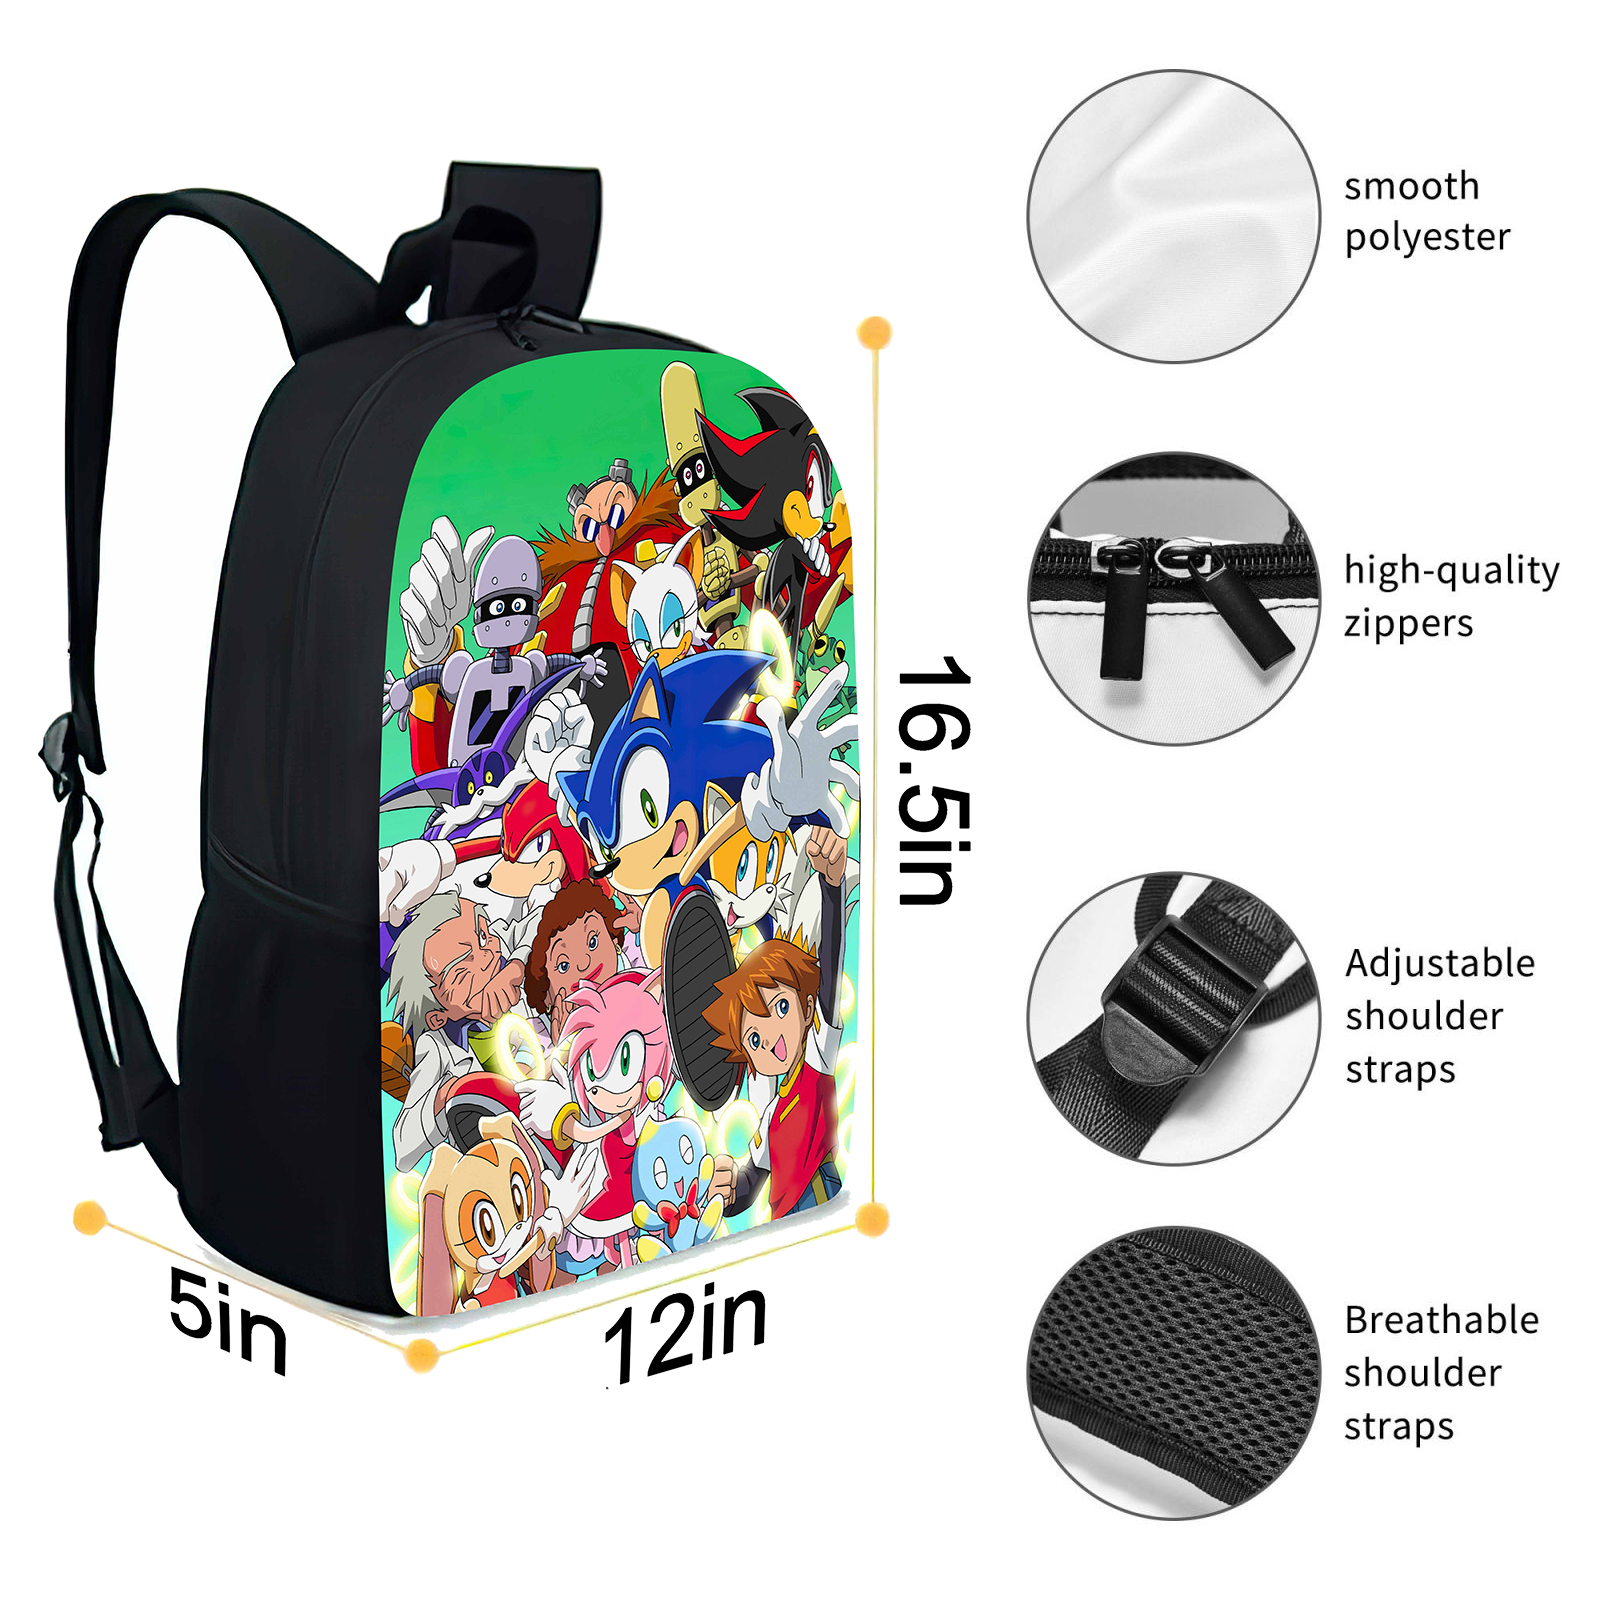 smooth
polyester
high-quality
zippers
Adjustable
shoulder
straps
Breathable
shoulder
straps
16.5in
12in
5in